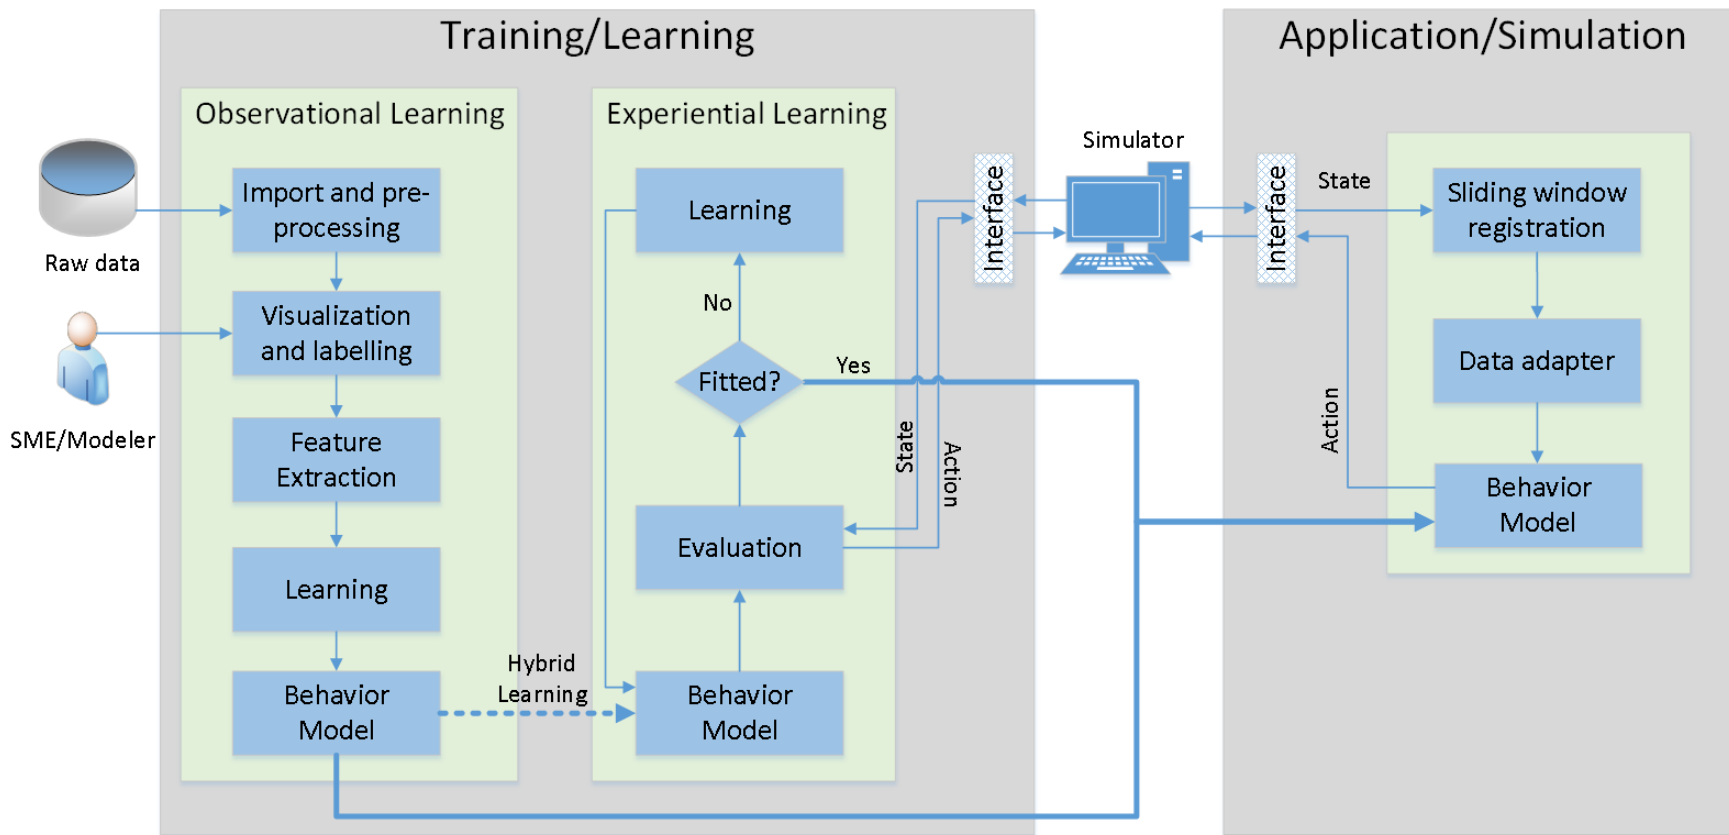 Training/Learning
Application/Simulation
Observational Learning
Experiential Learning
Raw data
SME/Modeler
Import and pre-
processing
Visualization
and labelling
Feature
Extraction
Learning
Behavior
Model
Hybrid
Learning
Learning
No
Fitted?
Yes
Evaluation
Behavior
Model
State
Action
Interface
Simulator
Interface
State
Action
Sliding window
registration
Data adapter
Behavior
Model